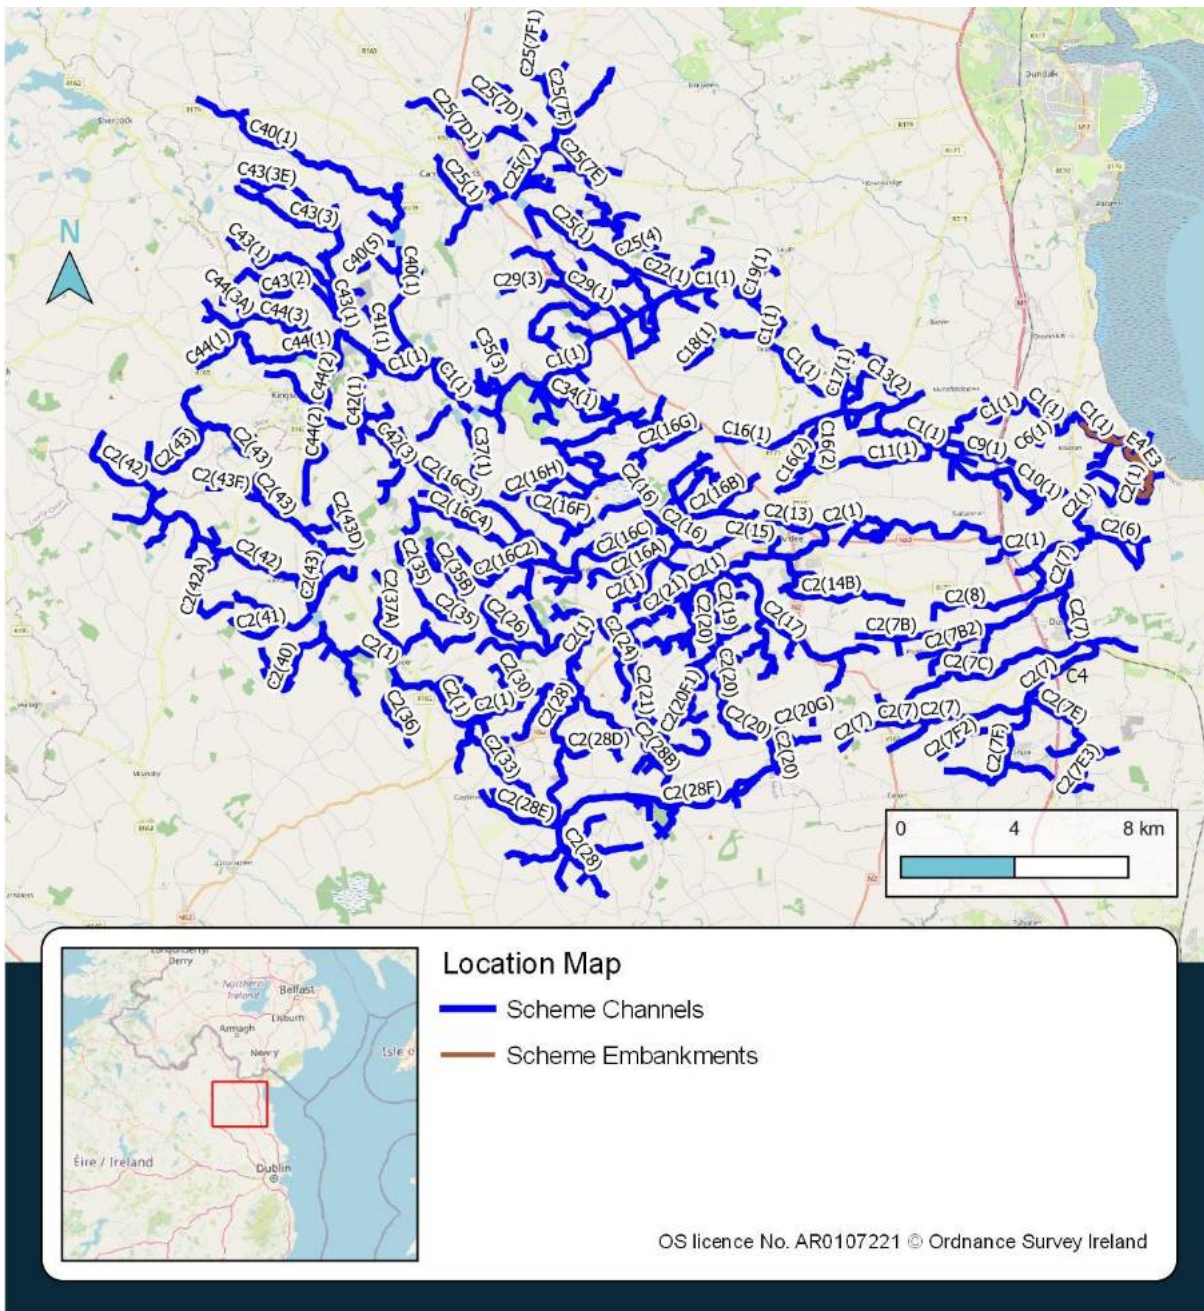 C25(7F1)
C25(7D)
C25(7E)
C25(7D1)
C40(1)
C25(7)
C25(7E)
C25(1)
C43(3E)
C43(3)
C25(1)
C25(4)
C43(1)
C40(5)
C22(1)
C1(1)
C19(1)
C40(1)
C43(2)
C29(3)
C29(1)
C44(3A)
C44(3)
C43(1)
C41(1)
C1(1)
C18(1)
C44(1)
C44(1)
C1(1)
C35(3)
C1(1)
C1(1)
C17(1)
C13(2)
C44(2)
C1(1)
C34(1)
C42(1)
C44(2)
C2(16G)
C16(1)
C16(2)
C16(2)
C11(1)
C1(1)
C1(1)
C1(1)
C1(1)
C6(1)
C9(1)
C10(1)
E4
E3
C2(1)
C2(1)
C2(42)
C2(43)
C2(43)
C2(43F)
C2(43)
C42(3)
C37(1)
C2(16H)
C2(16C3)
C2(16F)
C2(16)
C2(16B)
C2(43D)
C2(16C4)
C2(16C)
C2(16)
C2(15)
C2(13)
C2(1)
C2(1)
C2(6)
C2(42A)
C2(42)
C2(43)
C2(35)
C2(35B)
C2(16C2)
C2(16A)
C2(1)
C2(21)
C2(1)
C2(14B)
C2(7)
C2(8)
C2(41)
C2(37A)
C2(35)
C2(26)
C2(1)
C2(24)
C2(20)
C2(19)
C2(17)
C2(7B)
C2(7B2)
C2(7)
C2(40)
C2(1)
C2(30)
C2(21)
C2(20F1)
C2(20)
C2(7C)
C2(7)
C4
C2(36)
C2(1)
C2(1)
C2(28)
C2(28D)
C2(28B)
C2(20)
C2(20G)
C2(20)
C2(7)
C2(7)
C2(7)
C2(7F2)
C2(7F)
C2(7E)
C2(7E3)
C2(33)
C2(28E)
C2(28F)
C2(28)
Dundalk
N
0 4 8 km
Location Map
Scheme Channels
Scheme Embankments
Londonderry/
Derry
Northern
Ireland
Belfast
Lisburn
Armagh
Newry
Isle o
Éire / Ireland
Dublin
OS licence No. AR0107221 © Ordnance Survey Ireland